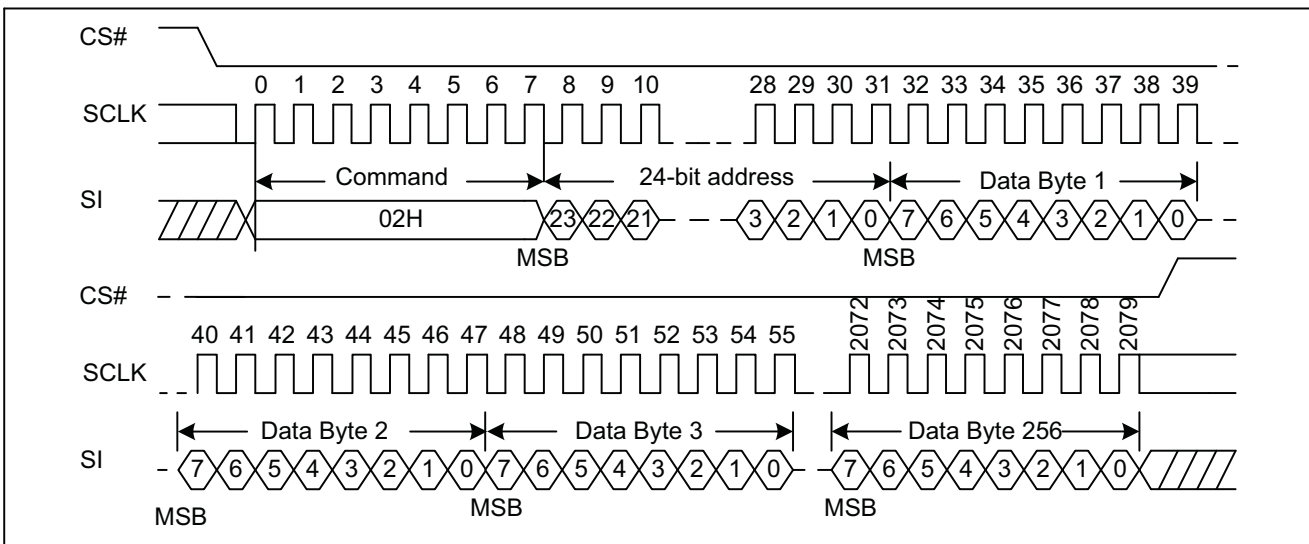 CS#
0 1 2 3 4 5 6 7 8 9 10 28 29 30 31 32 33 34 35 36 37 38 39
SCLK
Command 24-bit address Data Byte 1
SI
02H 23 22 21 3 2 1 0 7 6 5 4 3 2 1 0
MSB MSB
CS#
2072 2073 2074 2075 2076 2077 2078 2079
40 41 42 43 44 45 46 47 48 49 50 51 52 53 54 55
SCLK
Data Byte 2 Data Byte 3 Data Byte 256
SI
7 6 5 4 3 2 1 0 7 6 5 4 3 2 1 0 7 6 5 4 3 2 1 0
MSB MSB MSB